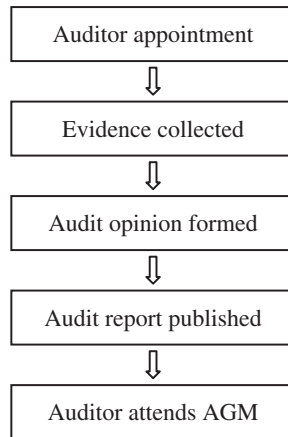 Auditor appointment
Evidence collected
Audit opinion formed
Audit report published
Auditor attends AGM